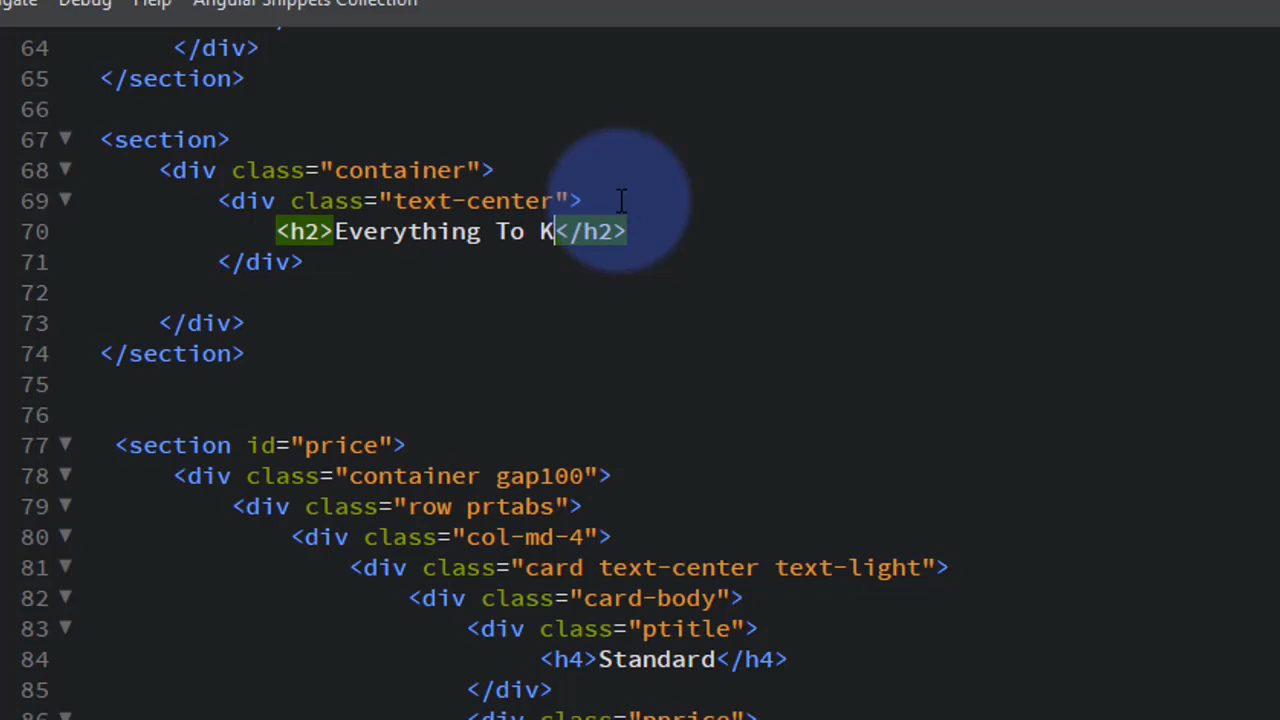 Debug Help Angular Snippets Collection
64 </div>
65 </section>
66
67 <section>
68 <div class="container">
69 <div class="text-center">
70 <h2>Everything To K</h2>
71 </div>
72
73 </div>
74 </section>
75
76
77 <section id="price">
78 <div class="container gap100">
79 <div class="row prtabs">
80 <div class="col-md-4">
81 <div class="card text-center text-light">
82 <div class="card-body">
83 <div class="ptitle">
84 <h4>Standard</h4>
85 </div>
86 <div class="pprice">